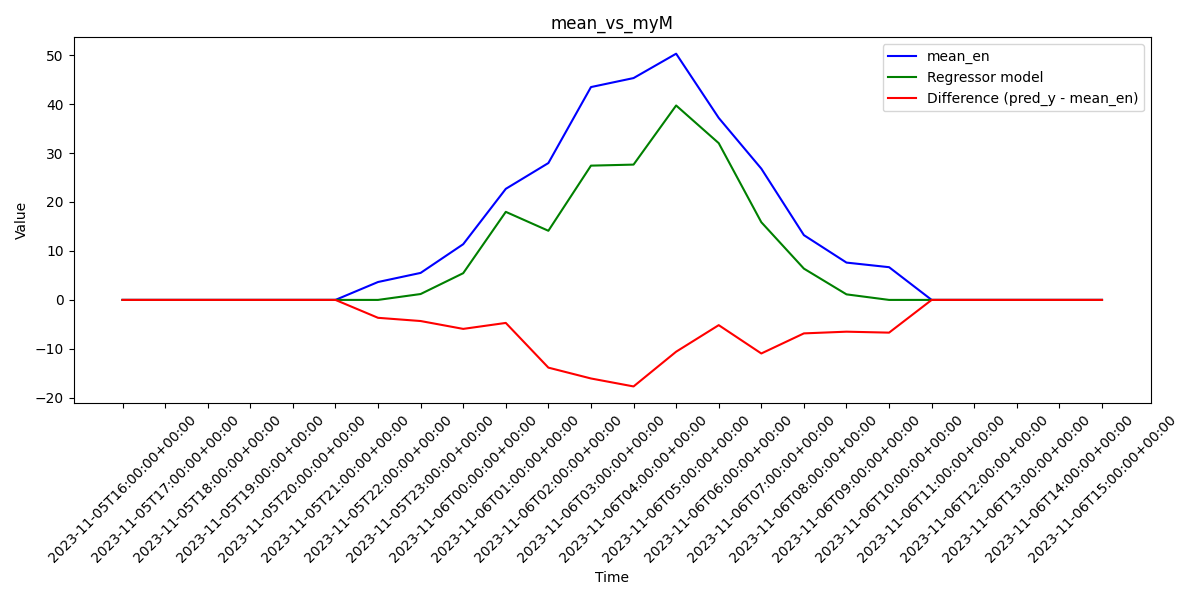 mean_vs_myM
mean_en
Regressor model
Difference (pred_y - mean_en)
Value
50
40
30
20
10
0
−10
−20
2023-11-05T16:00:00+00:00
2023-11-05T17:00:00+00:00
2023-11-05T18:00:00+00:00
2023-11-05T19:00:00+00:00
2023-11-05T20:00:00+00:00
2023-11-05T21:00:00+00:00
2023-11-05T22:00:00+00:00
2023-11-05T23:00:00+00:00
2023-11-06T00:00:00+00:00
2023-11-06T01:00:00+00:00
2023-11-06T02:00:00+00:00
2023-11-06T03:00:00+00:00
2023-11-06T04:00:00+00:00
2023-11-06T05:00:00+00:00
2023-11-06T06:00:00+00:00
2023-11-06T07:00:00+00:00
2023-11-06T08:00:00+00:00
2023-11-06T09:00:00+00:00
2023-11-06T10:00:00+00:00
2023-11-06T11:00:00+00:00
2023-11-06T12:00:00+00:00
2023-11-06T13:00:00+00:00
2023-11-06T14:00:00+00:00
2023-11-06T15:00:00+00:00
Time